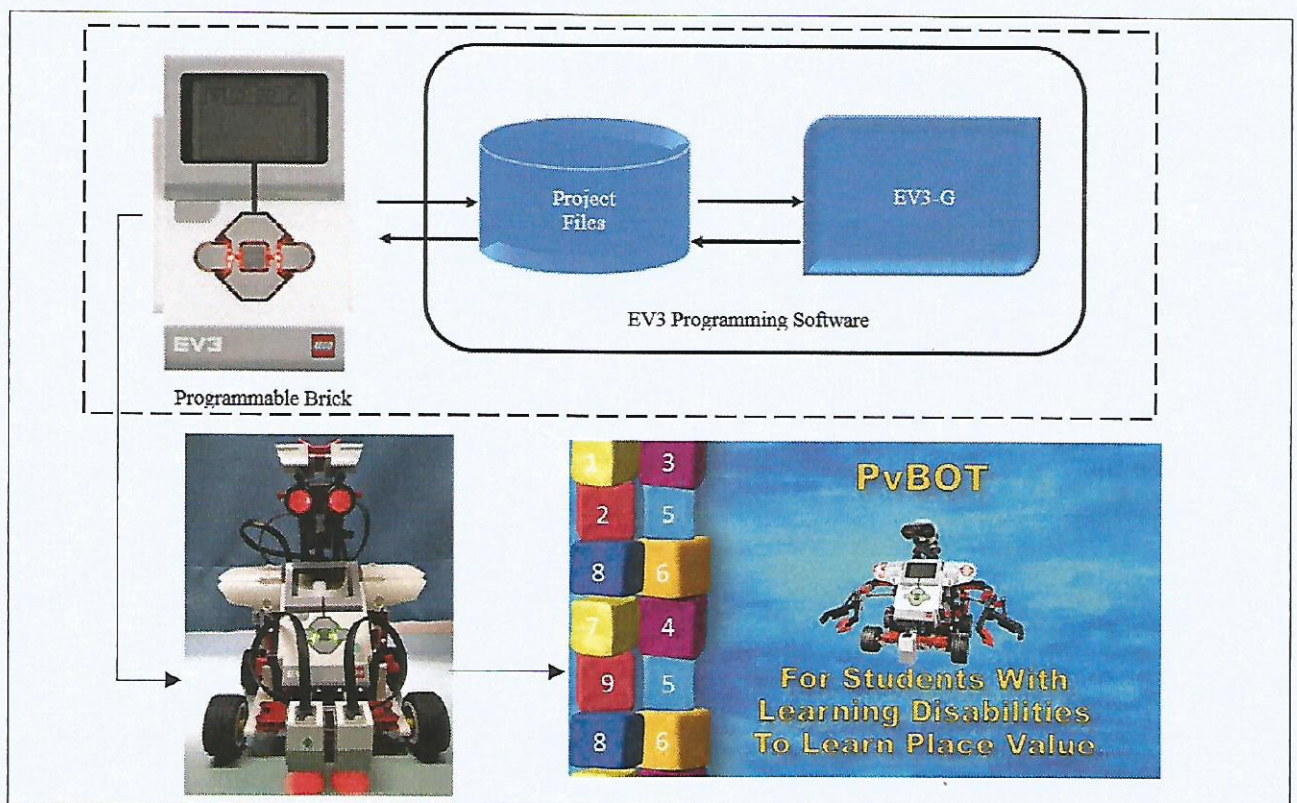 Project
Files
EV3-G
EV3 Programming Software
EV3
LEGO
Programmable Brick
1
3
2
5
8
6
7
4
9
5
8
6
PvBOT
For Students With
Learning Disabilities
To Learn Place Value